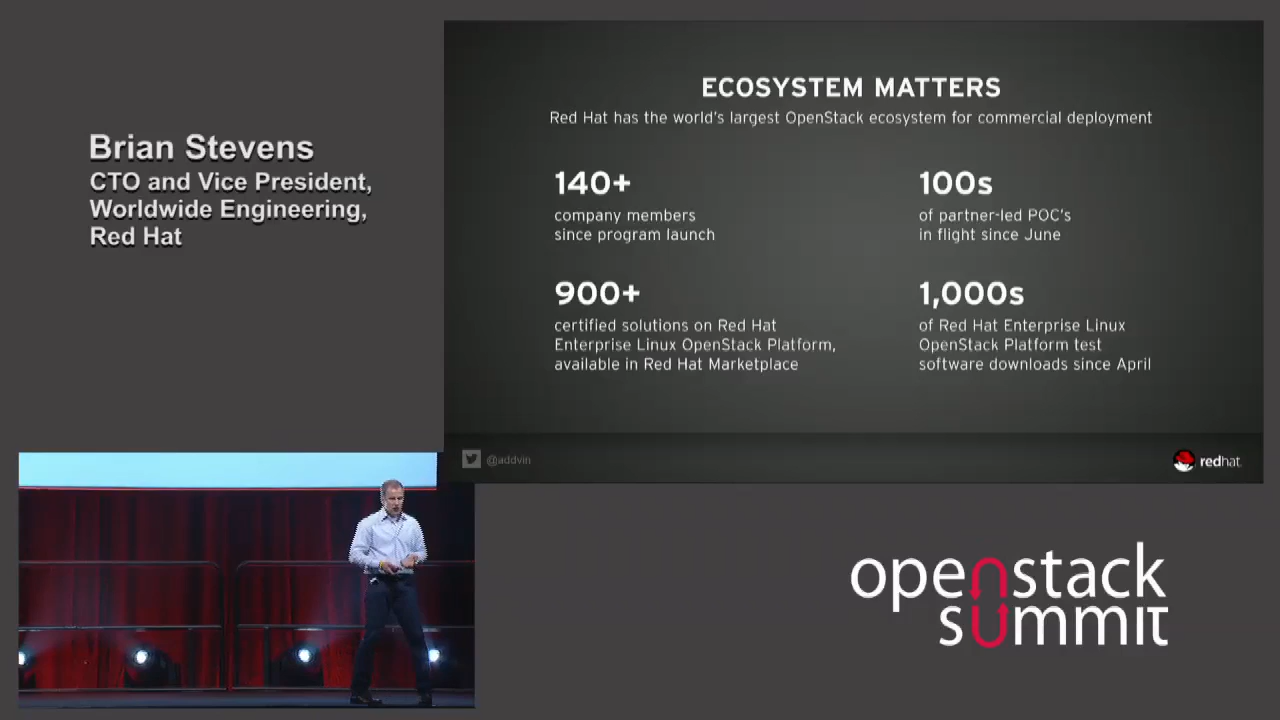 Brian Stevens
CTO and Vice President,
Worldwide Engineering,
Red Hat
ECOSYSTEM MATTERS
Red Hat has the world's largest OpenStack ecosystem for commercial deployment
140+
company members
since program launch
100s
of partner-led POC's
in flight since June
900+
certified solutions on Red Hat
Enterprise Linux OpenStack Platform,
available in Red Hat Marketplace
1,000s
of Red Hat Enterprise Linux
OpenStack Platform test
software downloads since April
@addvin
redhat.
openstack
summit